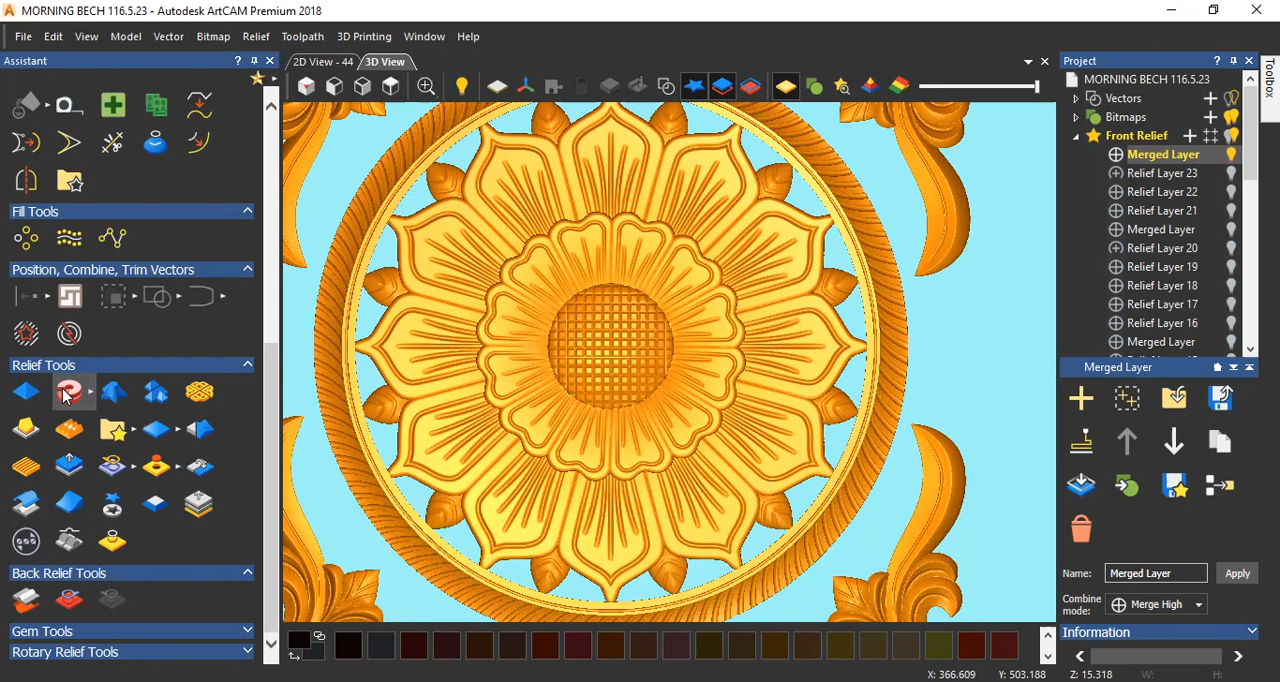 MORNING BECH 116.5.23 - Autodesk ArtCAM Premium 2018
File Edit View Model Vector Bitmap Relief Toolpath 3D Printing Window Help
Assistant
2D View - 44
3D View
Fill Tools
Position, Combine, Trim Vectors
Relief Tools
Back Relief Tools
Gem Tools
Rotary Relief Tools
Project
MORNING BECH 116.5.23
Vectors
Bitmaps
Front Relief
Merged Layer
Relief Layer 23
Relief Layer 22
Relief Layer 21
Merged Layer
Relief Layer 20
Relief Layer 19
Relief Layer 18
Relief Layer 17
Relief Layer 16
Merged Layer
Toolbox
Merged Layer
Name: Merged Layer Apply
Combine mode: Merge High
Information
X: 366.609 Y: 503.188 Z: 15.318 W: H: